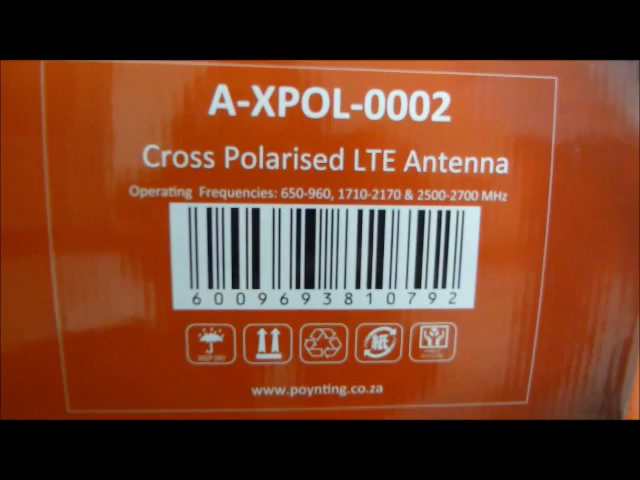 A-XPOL-0002
Cross Polarised LTE Antenna
Operating Frequencies: 650-960, 1710-2170 & 2500-2700 MHz
6009693810792
www.poynting.co.za